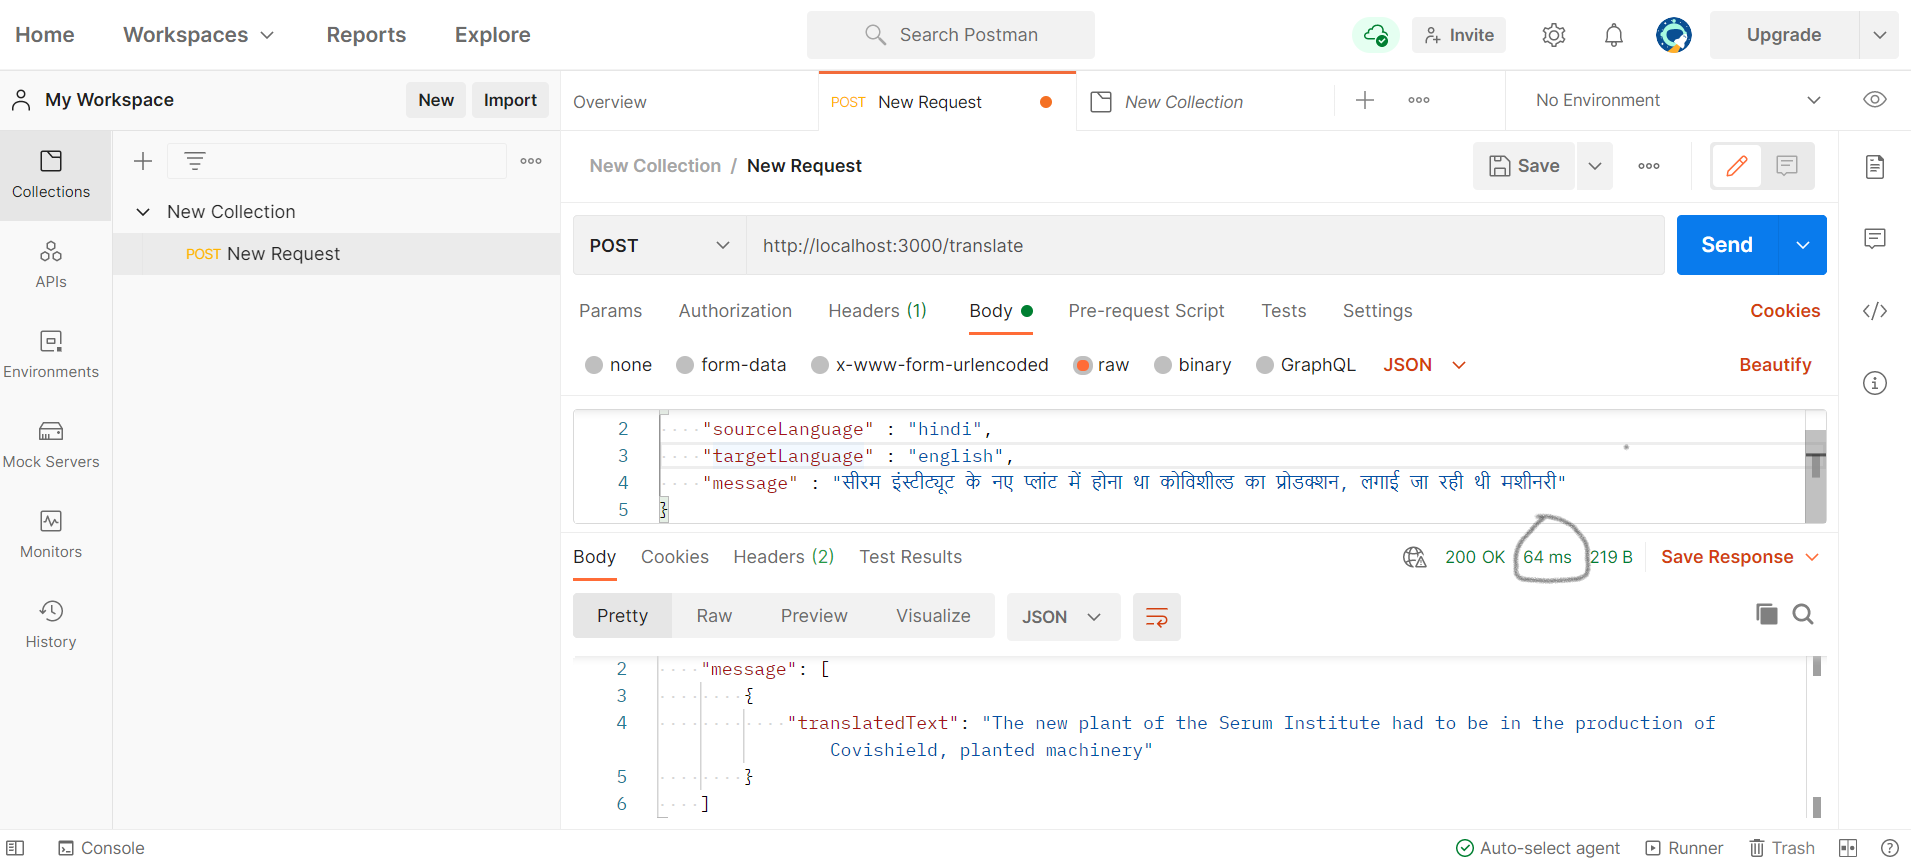 Home Workspaces Reports Explore Search Postman Invite Upgrade
My Workspace New Import Overview POST New Request New Collection No Environment
New Collection / New Request Save
Collections
New Collection
POST New Request
APIs
Environments
Mock Servers
Monitors
History
POST http://localhost:3000/translate Send
Params Authorization Headers (1) Body Pre-request Script Tests Settings Cookies
none form-data x-www-form-urlencoded raw binary GraphQL JSON Beautify
2 "sourceLanguage" : "hindi",
3 "targetLanguage" : "english",
4 "message" : "सीरम इंस्टीट्यूट के नए प्लांट में होना था कोविशील्ड का प्रोडक्शन, लगाई जा रही थी मशीनरी"
5 }
Body Cookies Headers (2) Test Results 200 OK 64 ms 219 B Save Response
Pretty Raw Preview Visualize JSON
2 "message": [
3 {
4 "translatedText": "The new plant of the Serum Institute had to be in the production of
Covishield, planted machinery"
5 }
6 ]
Console Auto-select agent Runner Trash